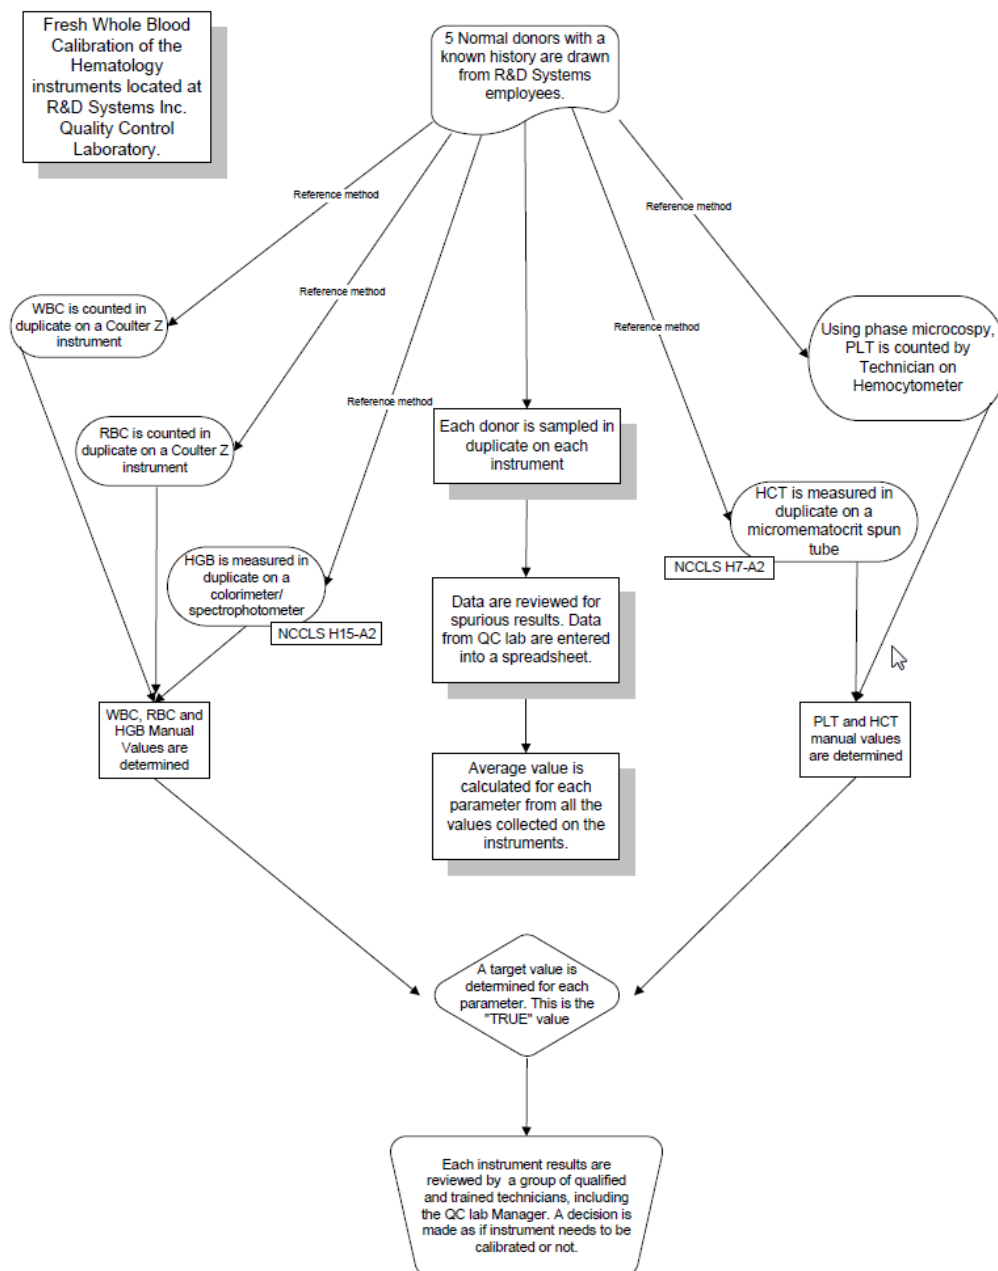 Fresh Whole Blood
Calibration of the
Hematology
instruments located at
R&D Systems Inc.
Quality Control
Laboratory.
5 Normal donors with a
known history are drawn
from R&D Systems
employees.
Reference method
Reference method
Reference method
Reference method
Reference method
WBC is counted in
duplicate on a Coulter Z
instrument
Using phase microcospy,
PLT is counted by
Technician on
Hemocytometer
RBC is counted in
duplicate on a Coulter Z
instrument
Each donor is sampled in
duplicate on each
instrument
HCT is measured in
duplicate on a
micromematocrit spun
tube
NCCLS H7-A2
HGB is measured in
duplicate on a
colorimeter/
spectrophotometer
NCCLS H15-A2
Data are reviewed for
spurious results. Data
from QC lab are entered
into a spreadsheet.
WBC, RBC and
HGB Manual
Values are
determined
PLT and HCT
manual values
are determined
Average value is
calculated for each
parameter from all the
values collected on the
instruments.
A target value is
determined for each
parameter. This is the
"TRUE" value
Each instrument results are
reviewed by a group of qualified
and trained technicians, including
the QC lab Manager. A decision is
made as if instrument needs to be
calibrated or not.